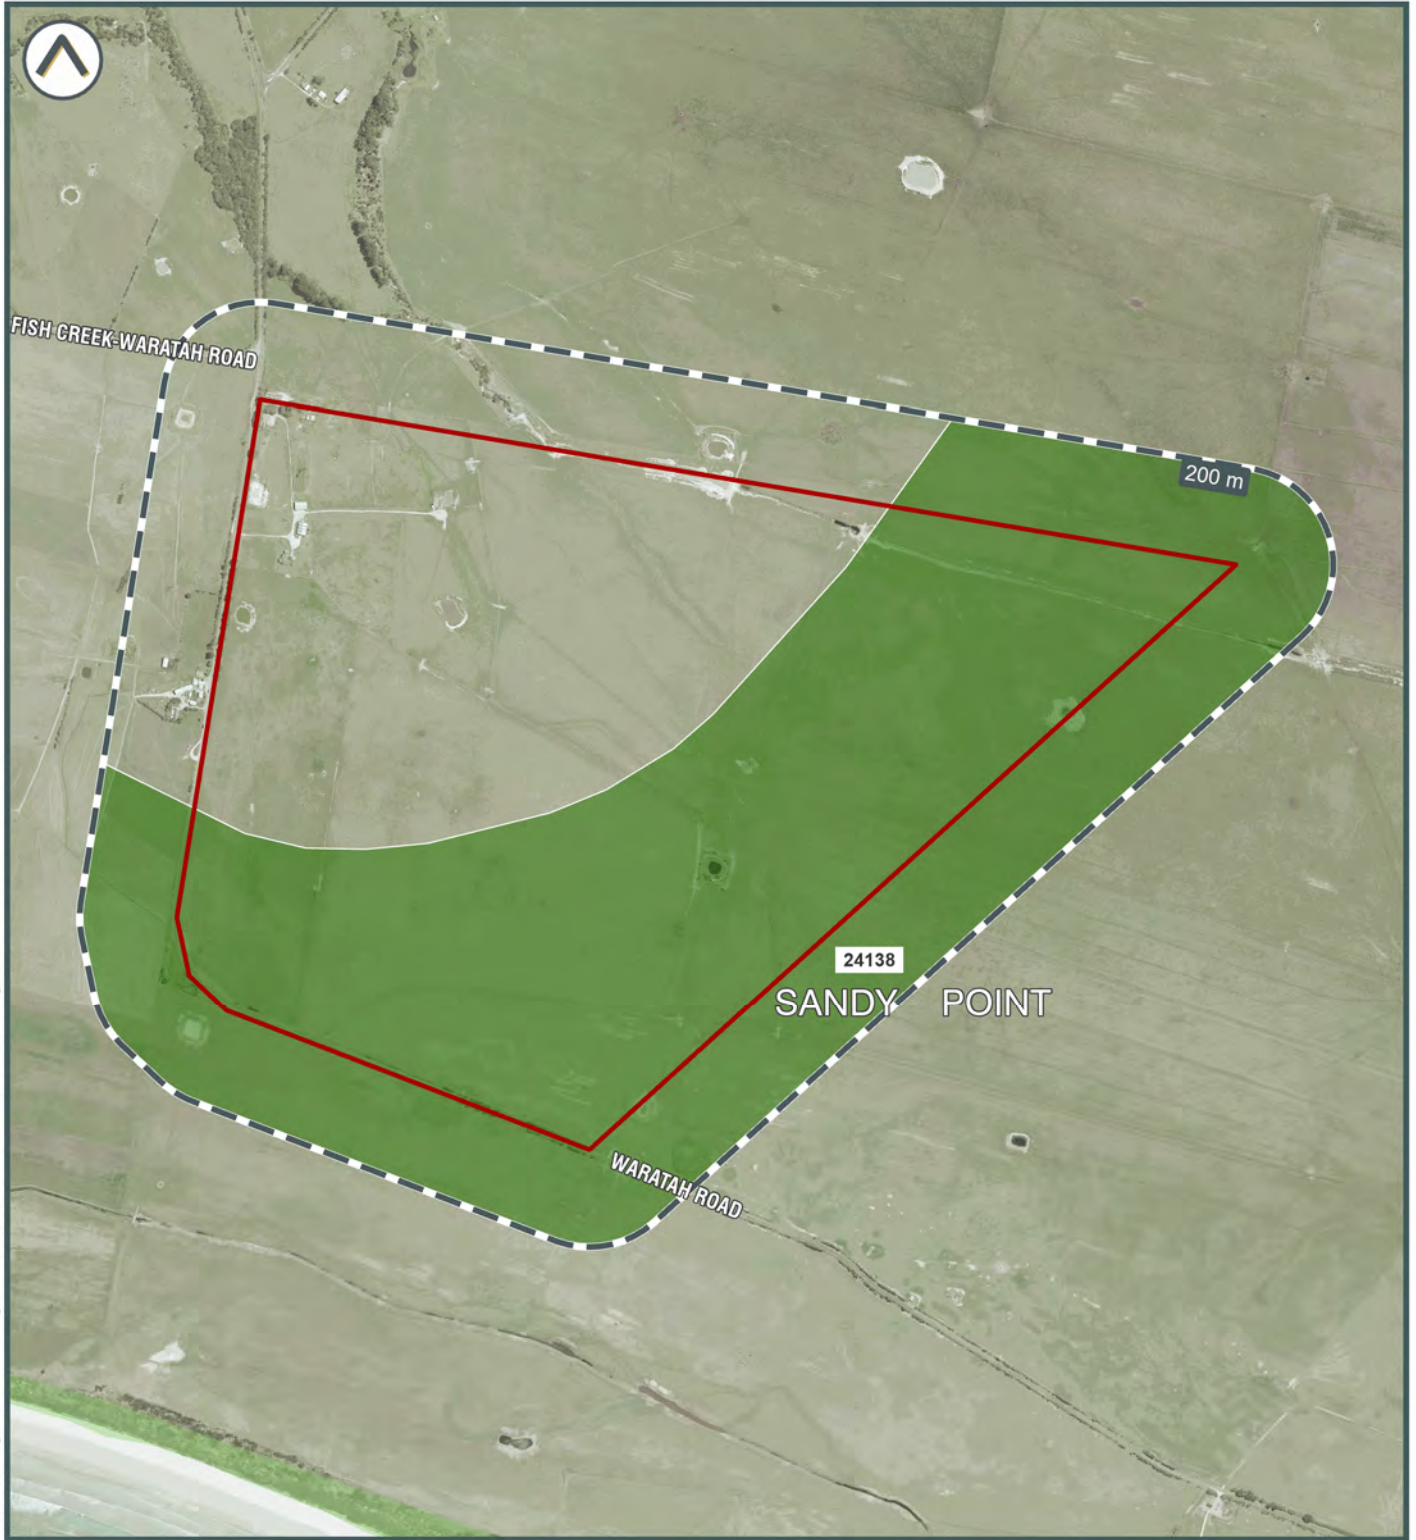 FISH CREEK-WARATAH ROAD
200 m
24138
SANDY POINT
WARATAH ROAD